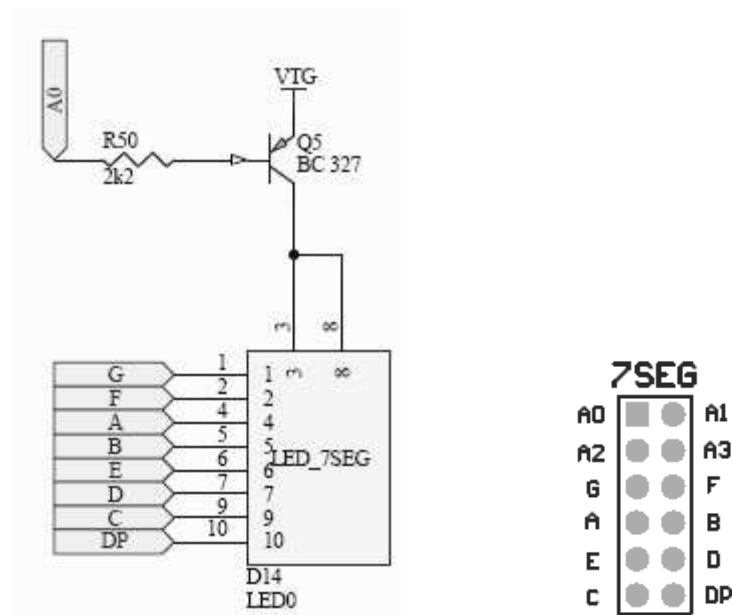 A0
VTG
R50
2k2
Q5
BC 327
3 8
3 8
G 1 1
F 2 2
A 4 4
B 5 5
LED_7SEG
E 6 6
D 7 7
C 9 9
DP 10 10
D14
LED0
7SEG
A0 A1
A2 A3
G F
A B
E D
C DP